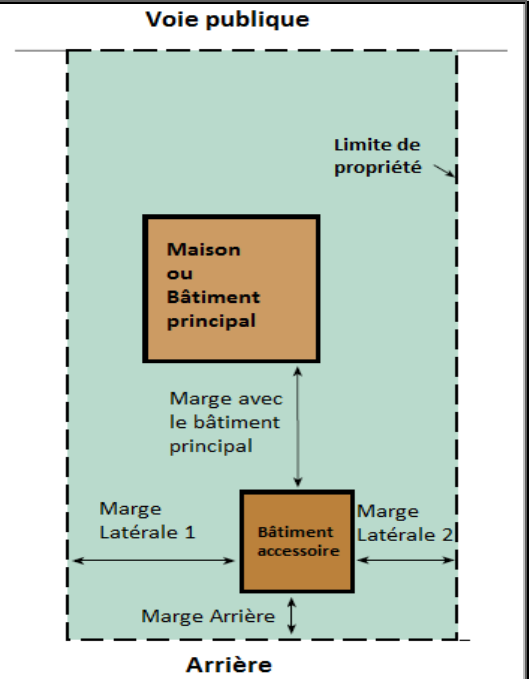 Voie publique
Limite de
propriété
Maison
ou
Bâtiment
principal
Marge avec
le bâtiment
principal
Marge
Latérale 1
Bâtiment
accessoire
Marge
Latérale 2
Marge Arrière
Arrière